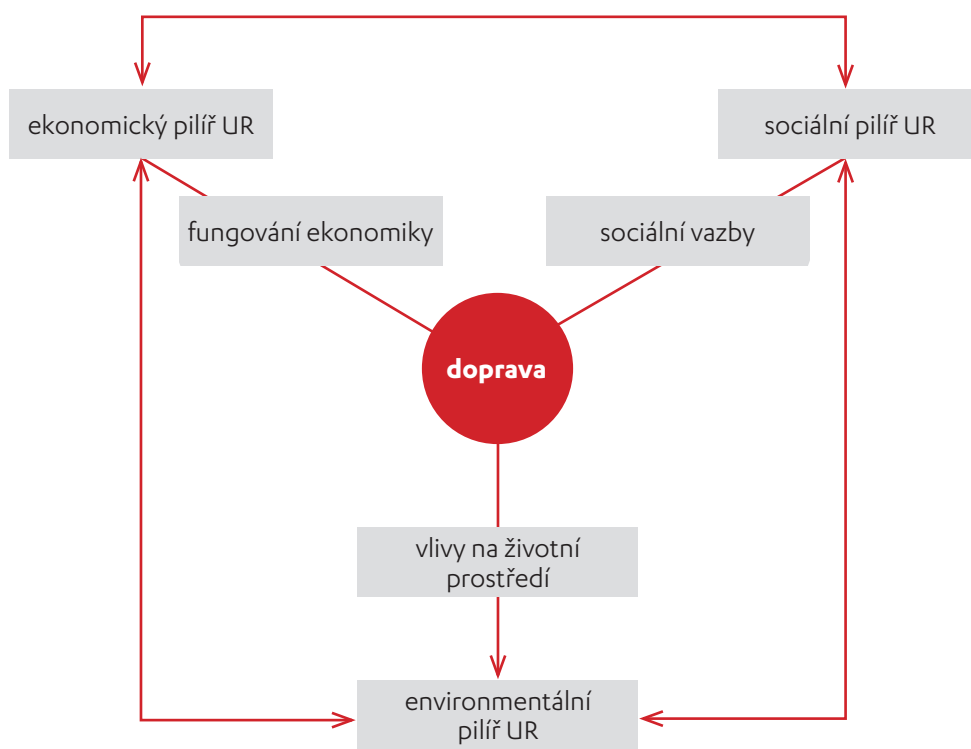 ekonomický pilíř UR
sociální pilíř UR
fungování ekonomiky
sociální vazby
doprava
vlivy na životní
prostředí
environmentální
pilíř UR